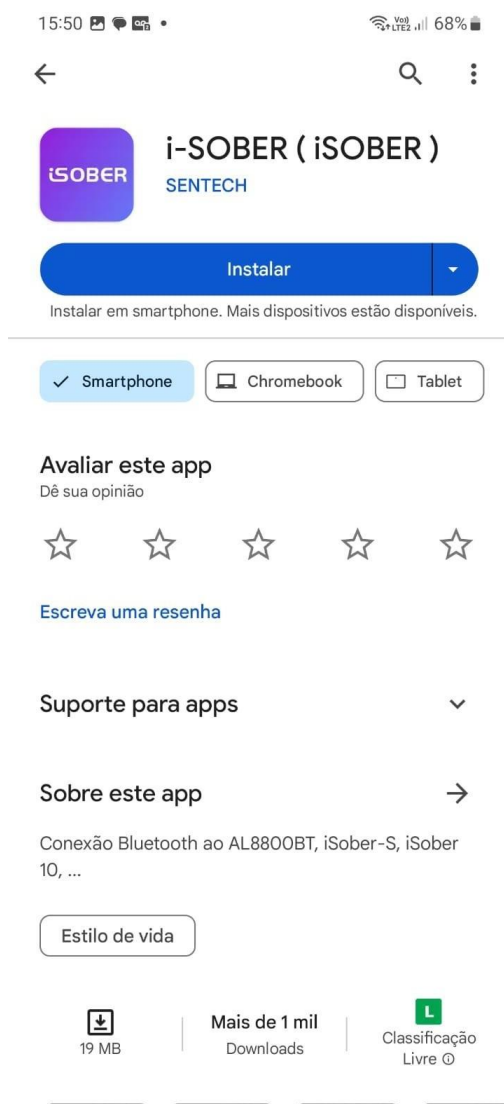 15:50
Vo))
LTE2
68%
iSOBER
i-SOBER ( iSOBER )
SENTECH
Instalar
Instalar em smartphone. Mais dispositivos estão disponíveis.
Smartphone
Chromebook
Tablet
Avaliar este app
Dê sua opinião
Escreva uma resenha
Suporte para apps
Sobre este app
Conexão Bluetooth ao AL8800BT, iSober-S, iSober
10, ...
Estilo de vida
19 MB
Mais de 1 mil
Downloads
L
Classificação
Livre